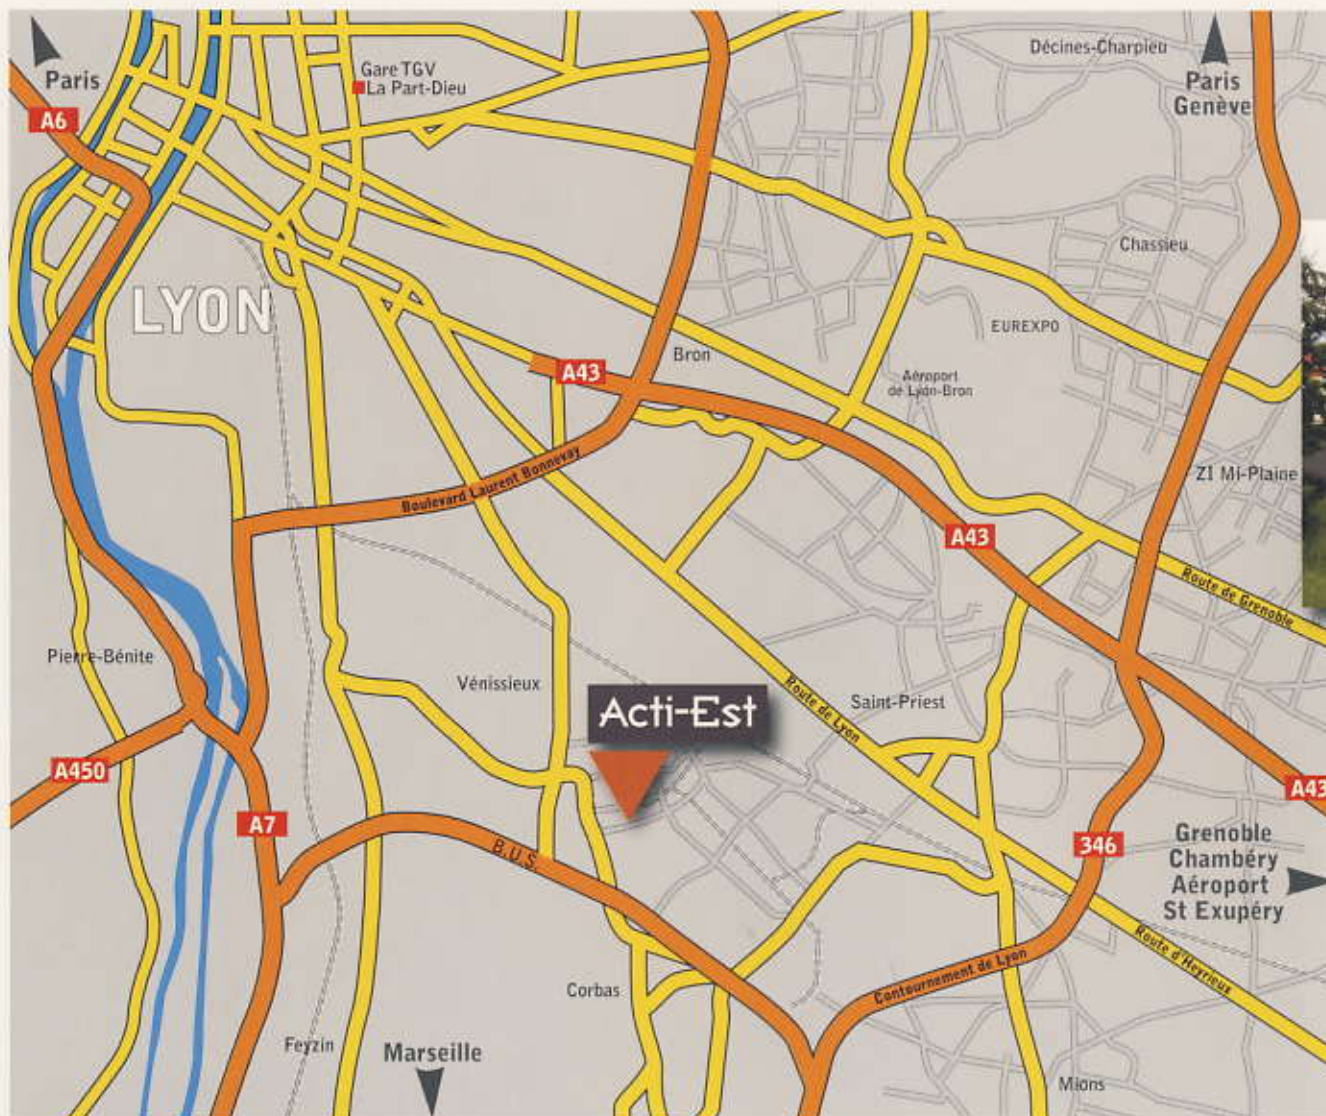 Paris
A6
Gare TGV
La Part-Dieu
Décines-Charpieu
Paris
Genève
LYON
Chassieu
EUREXPO
Bron
A43
Aéroport
de Lyon-Bron
Boulevard Laurent Bonnevay
ZI Mi-Plaine
A43
Route de Grenoble
Pierre-Bénite
Vénissieux
Acti-Est
Route de Lyon
Saint-Priest
A450
A7
B.U.S.
A43
346
Grenoble
Chambéry
Aéroport
St Exupéry
Route d'Heyrieux
Contournement de Lyon
Corbas
Feyzin
Marseille
Mions